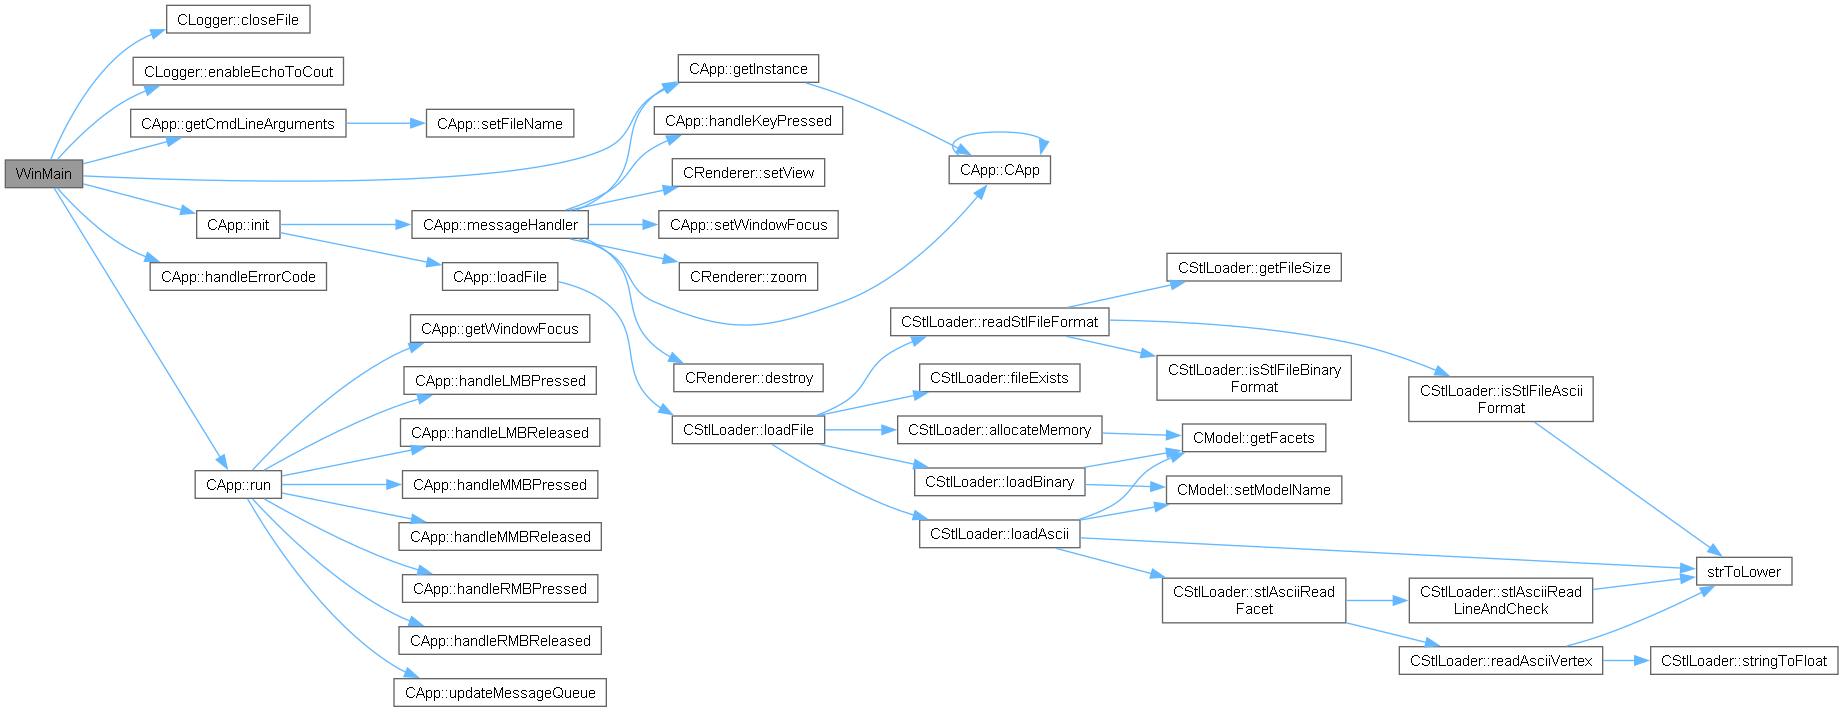 CLogger::closeFile
CLogger::enableEchoToCout
CApp::getCmdLineArguments
CApp::setFileName
WinMain
CApp::init
CApp::handleErrorCode
CApp::run
CApp::messageHandler
CApp::loadFile
CApp::getWindowFocus
CApp::handleLMBPressed
CApp::handleLMBReleased
CApp::handleMMBPressed
CApp::handleMMBReleased
CApp::handleRMBPressed
CApp::handleRMBReleased
CApp::updateMessageQueue
CApp::getInstance
CApp::handleKeyPressed
CRenderer::setView
CApp::setWindowFocus
CRenderer::zoom
CRenderer::destroy
CStlLoader::loadFile
CApp::CApp
CStlLoader::readStlFileFormat
CStlLoader::fileExists
CStlLoader::allocateMemory
CStlLoader::loadBinary
CStlLoader::loadAscii
CStlLoader::getFileSize
CStlLoader::isStlFileBinary
Format
CModel::getFacets
CModel::setModelName
CStlLoader::stlAsciiRead
Facet
CStlLoader::isStlFileAscii
Format
CStlLoader::stlAsciiRead
LineAndCheck
CStlLoader::readAsciiVertex
strToLower
CStlLoader::stringToFloat